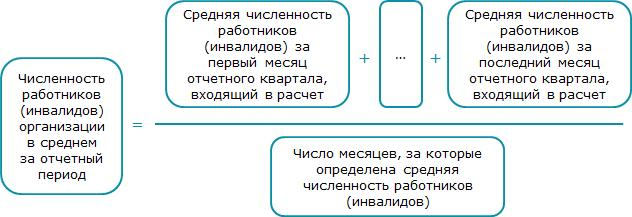 Численность
работников
(инвалидов)
организации
в среднем
за отчетный
период
=
Средняя численность
работников
(инвалидов) за
первый месяц
отчетного квартала,
входящий в расчет
+
...
+
Средняя численность
работников
(инвалидов) за
последний месяц
отчетного квартала,
входящий в расчет
Число месяцев, за которые
определена средняя
численность работников
(инвалидов)